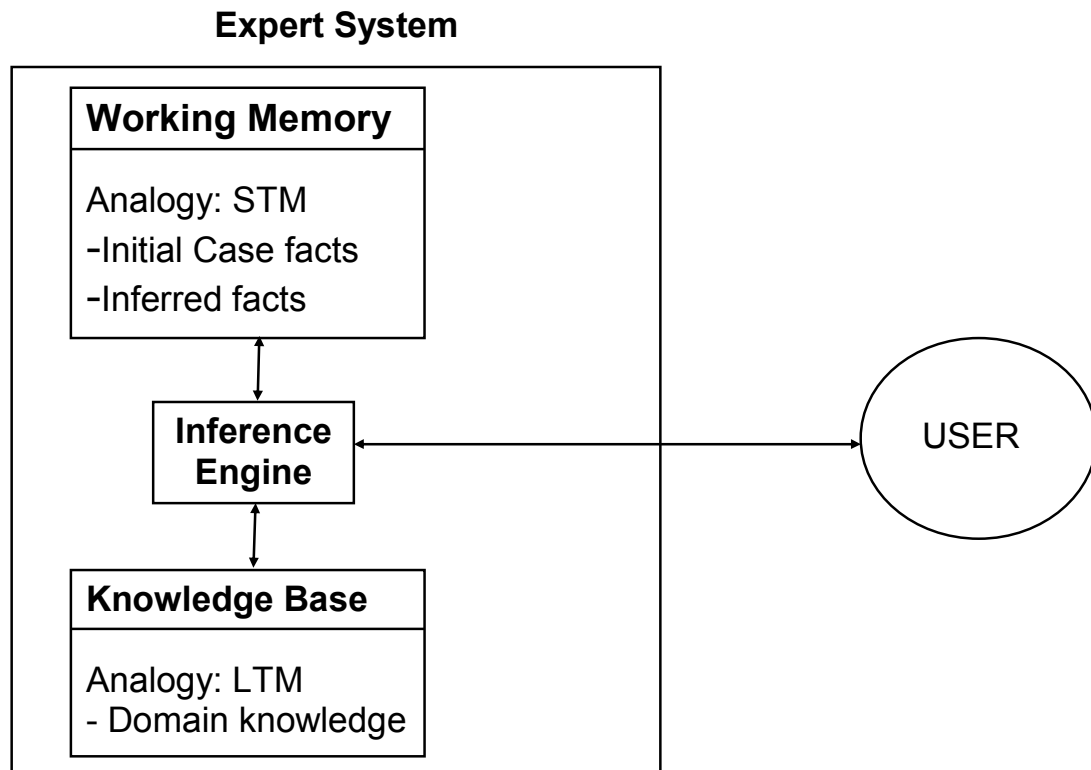 Expert System
Working Memory
Analogy: STM
-Initial Case facts
-Inferred facts
Inference
Engine
USER
Knowledge Base
Analogy: LTM
- Domain knowledge